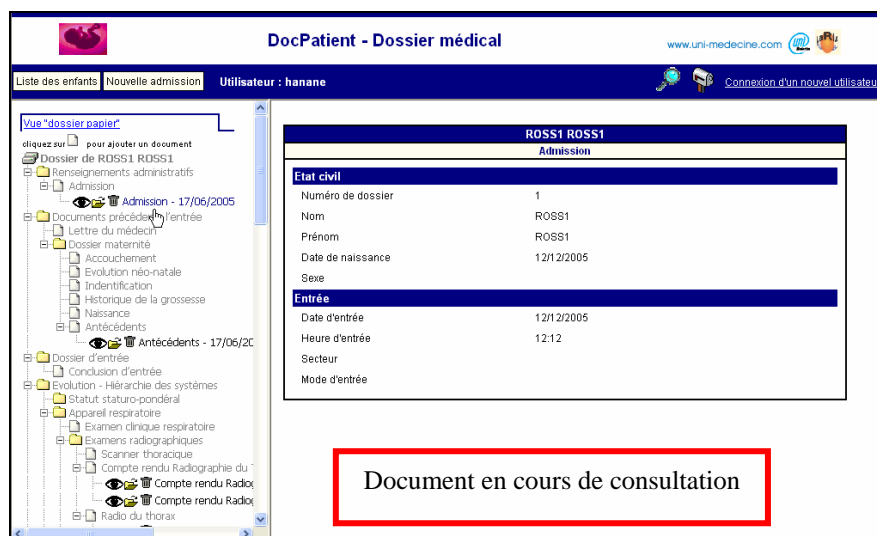 DocPatient - Dossier médical
www.uni-medecine.com
Liste des enfants Nouvelle admission Utilisateur : hanane Connexion d'un nouvel utilisateu
Vue "dossier papier"
cliquez sur pour ajouter un document
Dossier de ROSS1 ROSS1
Renseignements administratifs
Admission
Admission - 17/06/2005
Documents précéde l'entrée
Lettre du médecin
Dossier maternité
Accouchement
Evolution néo-natale
Indentification
Historique de la grossesse
Naissance
Antécédents
Antécédents - 17/06/20
Dossier d'entrée
Conclusion d'entrée
Evolution - Hiérarchie des systèmes
Statut staturo-pondéral
Appareil respiratoire
Examen clinique respiratoire
Examens radiographiques
Scanner thoracique
Compte rendu Radiographie du
Compte rendu Radio
Compte rendu Radio
Radio du thorax
ROSS1 ROSS1
Admission
Etat civil
Numéro de dossier 1
Nom ROSS1
Prénom ROSS1
Date de naissance 12/12/2005
Sexe
Entrée
Date d'entrée 12/12/2005
Heure d'entrée 12:12
Secteur
Mode d'entrée
Document en cours de consultation